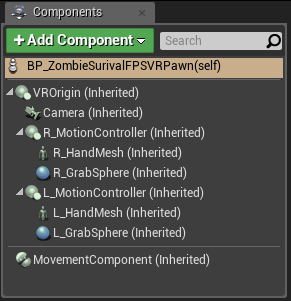 Components
+ Add Component
Search
BP_ZombieSurivalFPSVRPawn(self)
VROrigin (Inherited)
Camera (Inherited)
R_MotionController (Inherited)
R_HandMesh (Inherited)
R_GrabSphere (Inherited)
L_MotionController (Inherited)
L_HandMesh (Inherited)
L_GrabSphere (Inherited)
MovementComponent (Inherited)